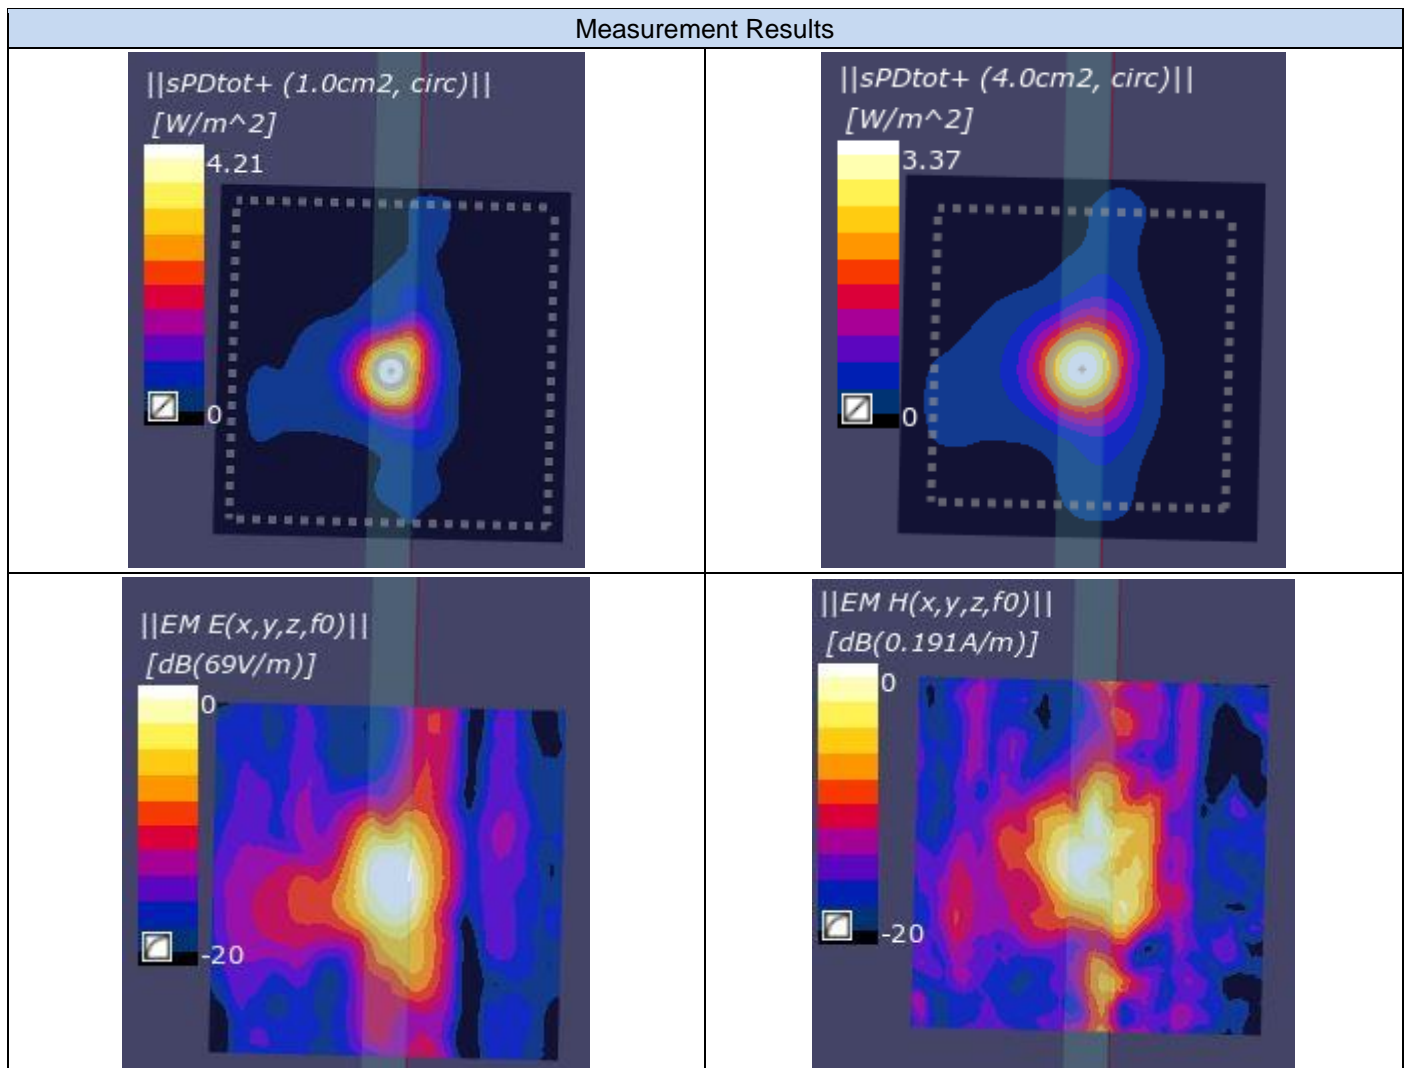 Measurement Results
||sPDtot+ (1.0cm2, circ)||
[W/m^2]
4.21
0
||sPDtot+ (4.0cm2, circ)||
[W/m^2]
3.37
0
||EM E(x,y,z,f0)||
[dB(69V/m)]
0
-20
||EM H(x,y,z,f0)||
[dB(0.191A/m)]
0
-20